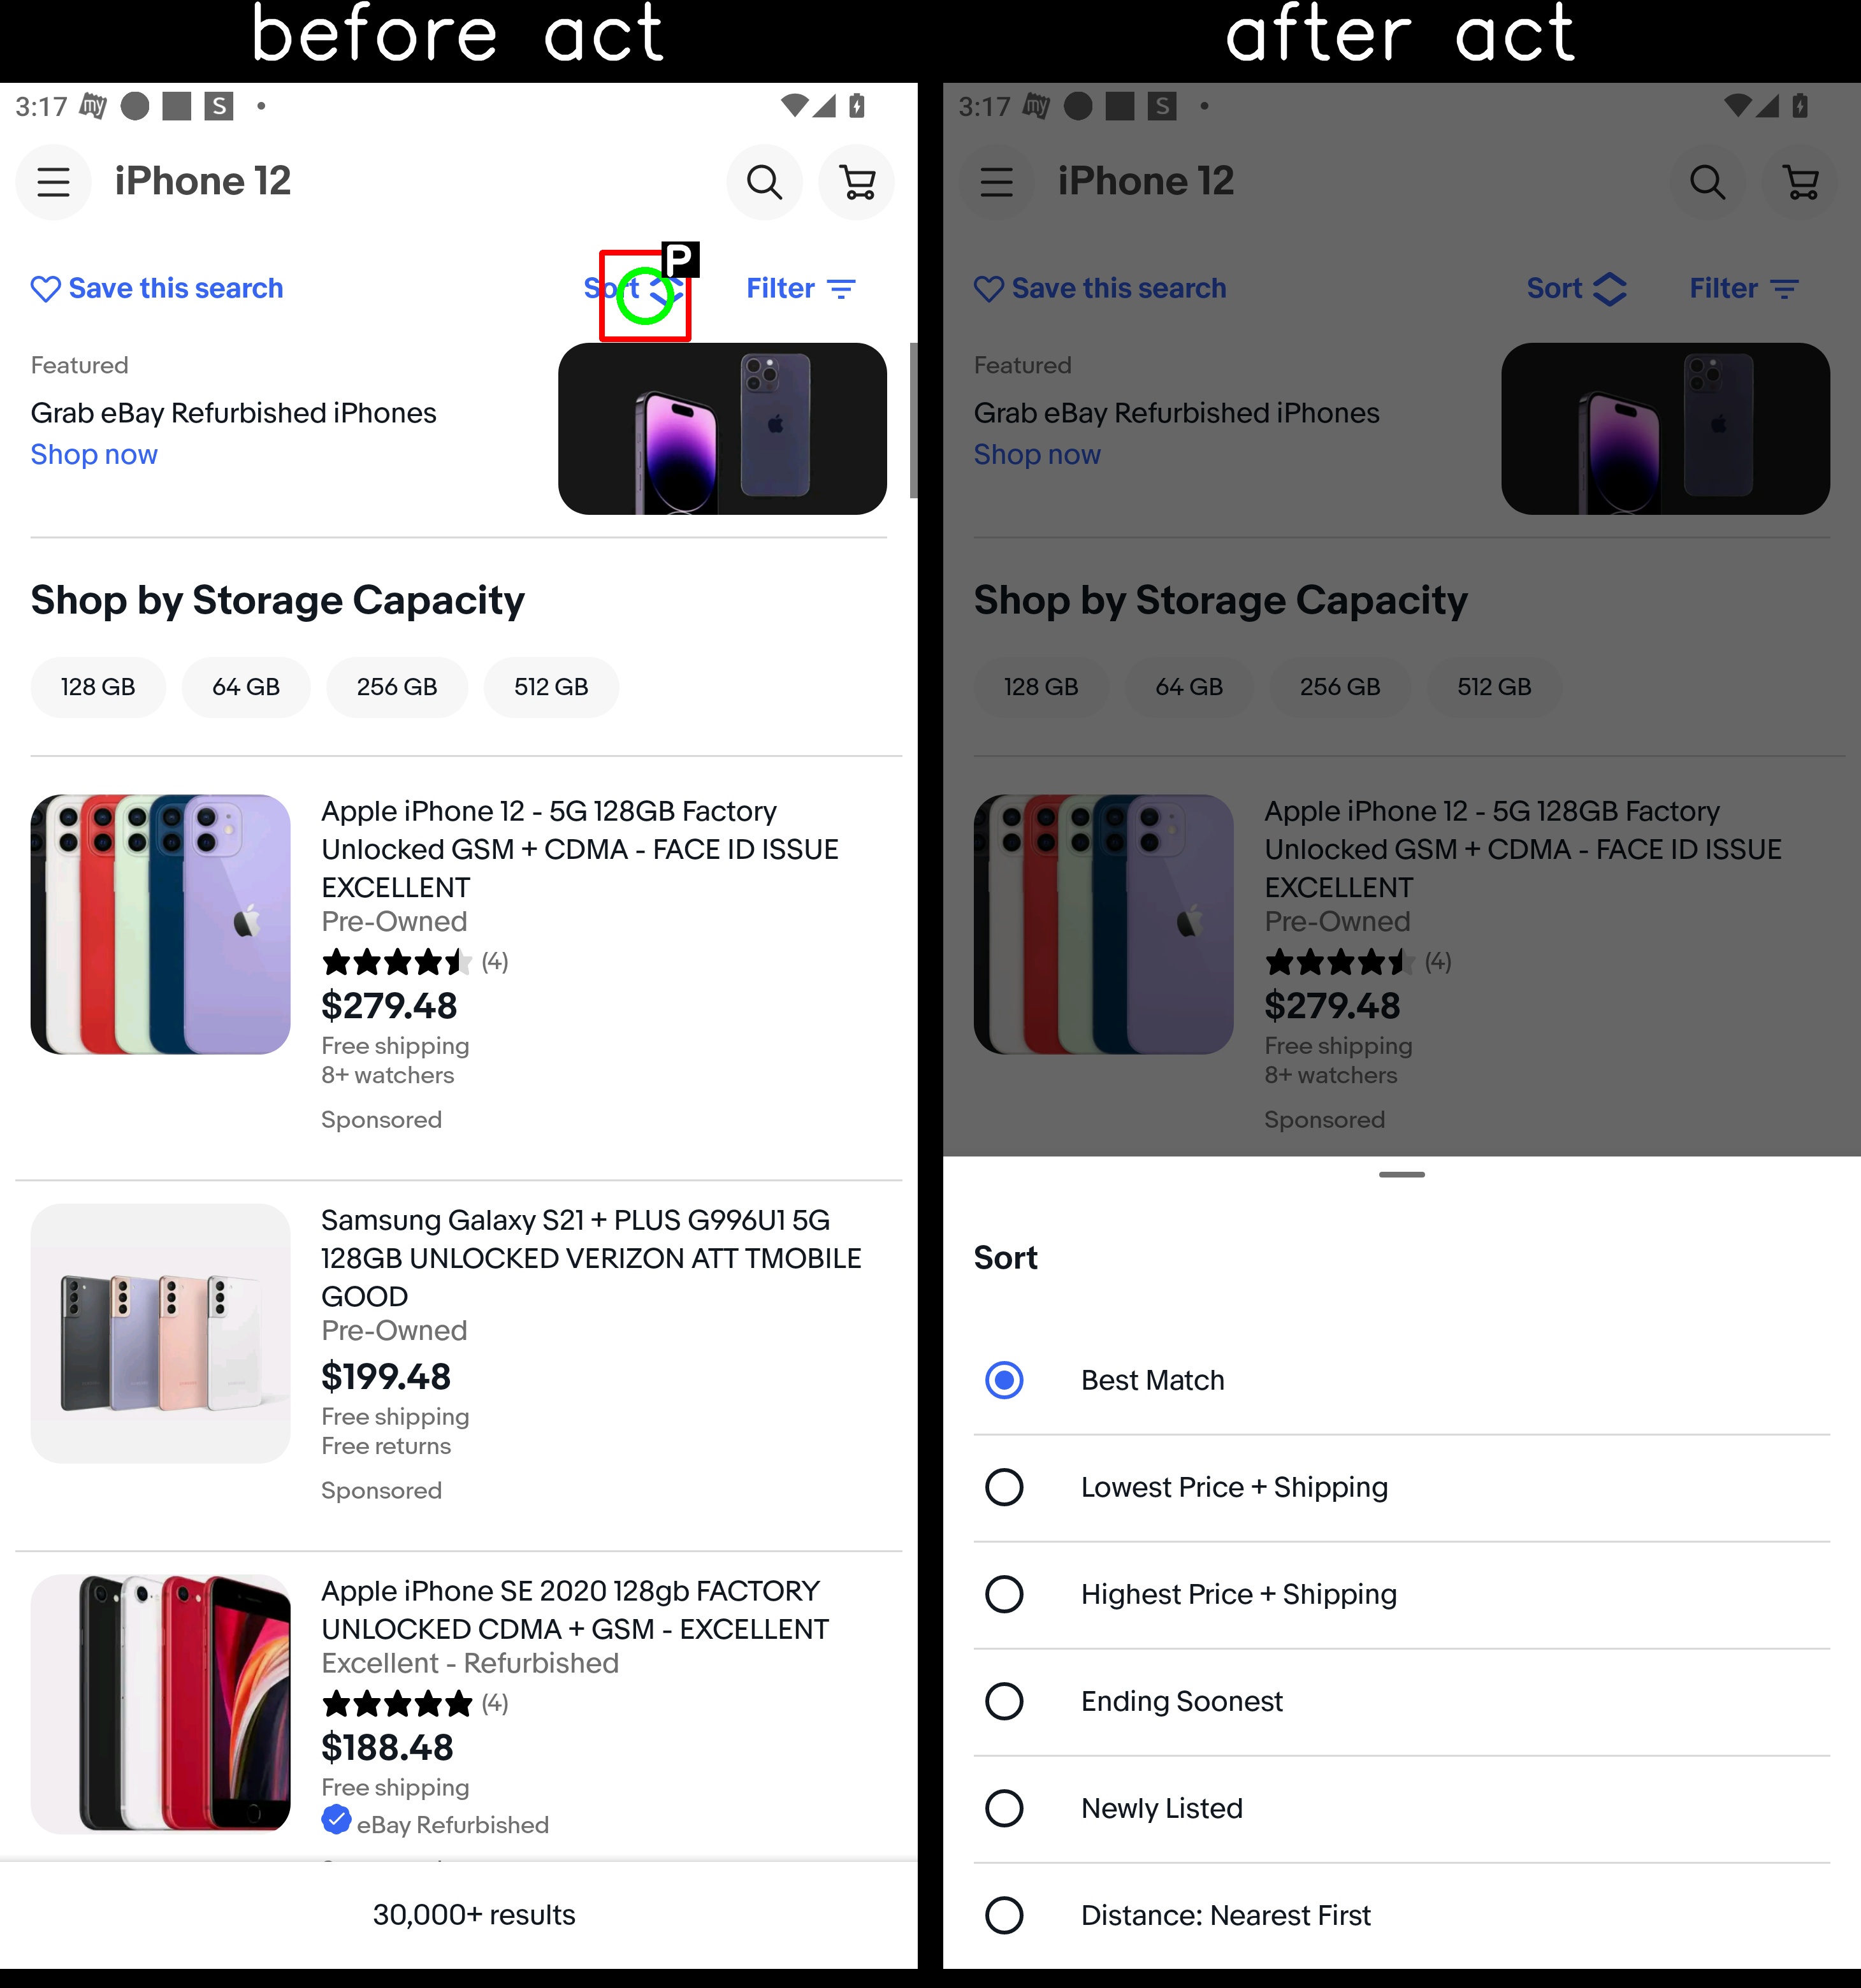 before act
after act
3:17 my S
iPhone 12
Save this search
Sort
P
Filter
Featured
Grab eBay Refurbished iPhones
Shop now
Shop by Storage Capacity
128 GB
64 GB
256 GB
512 GB
Apple iPhone 12 - 5G 128GB Factory
Unlocked GSM + CDMA - FACE ID ISSUE
EXCELLENT
Pre-Owned
(4)
$279.48
Free shipping
8+ watchers
Sponsored
Samsung Galaxy S21 + PLUS G996U1 5G
128GB UNLOCKED VERIZON ATT TMOBILE
GOOD
Pre-Owned
$199.48
Free shipping
Free returns
Sponsored
Apple iPhone SE 2020 128gb FACTORY
UNLOCKED CDMA + GSM - EXCELLENT
Excellent - Refurbished
(4)
$188.48
Free shipping
eBay Refurbished
30,000+ results
3:17 my S
iPhone 12
Save this search
Sort
Filter
Featured
Grab eBay Refurbished iPhones
Shop now
Shop by Storage Capacity
128 GB
64 GB
256 GB
512 GB
Apple iPhone 12 - 5G 128GB Factory
Unlocked GSM + CDMA - FACE ID ISSUE
EXCELLENT
Pre-Owned
(4)
$279.48
Free shipping
8+ watchers
Sponsored
Sort
Best Match
Lowest Price + Shipping
Highest Price + Shipping
Ending Soonest
Newly Listed
Distance: Nearest First